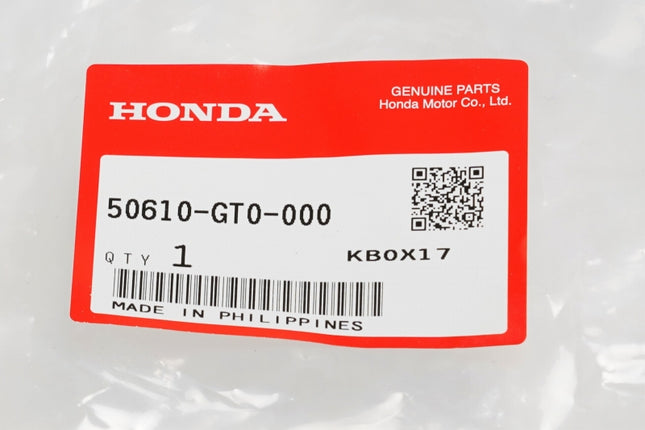 HONDA
GENUINE PARTS
Honda Motor Co., Ltd.
50610-GT0-000
QTY 1 KB0X17
MADE IN PHILIPPINES